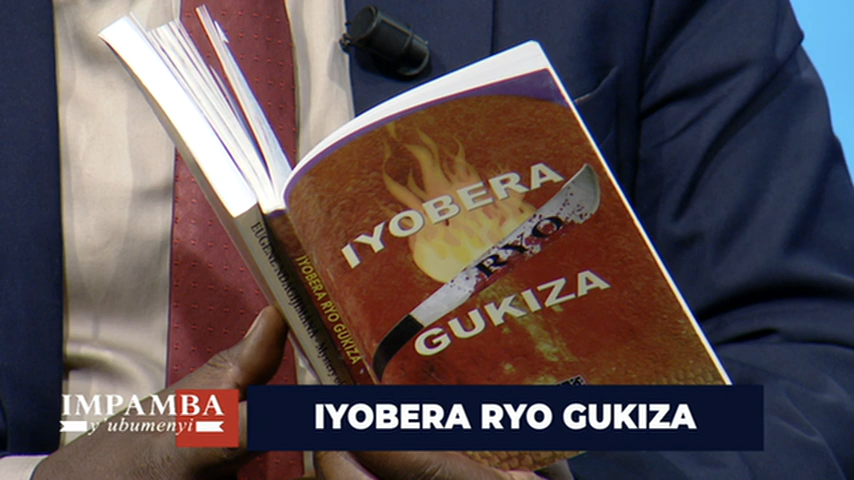 IYOBERA
RYO
GUKIZA
IYOBERA RYO GUKIZA
IMPAMBA
y'ubumenyi
IYOBERA RYO GUKIZA